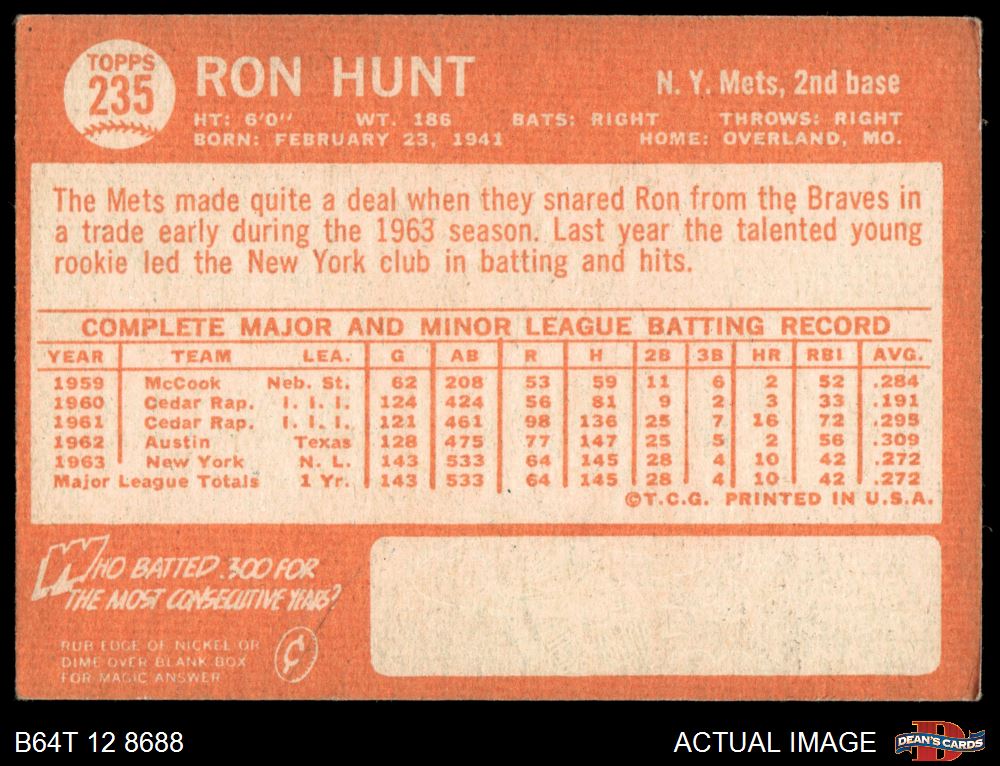 TOPPS
235
RON HUNT
N. Y. Mets, 2nd base
HT: 6'0" WT. 186 BATS: RIGHT THROWS: RIGHT
BORN: FEBRUARY 23, 1941 HOME: OVERLAND, MO.
The Mets made quite a deal when they snared Ron from the Braves in
a trade early during the 1963 season. Last year the talented young
rookie led the New York club in batting and hits.
COMPLETE MAJOR AND MINOR LEAGUE BATTING RECORD
YEAR TEAM LEA. G AB R H 2B 3B HR RBI AVG.
1959 McCook Neb. St. 62 208 53 59 11 6 2 52 .284
1960 Cedar Rap. I. I. I. 124 424 56 81 9 2 3 33 .191
1961 Cedar Rap. I. I. I. 121 461 98 136 25 7 16 72 .295
1962 Austin Texas 128 475 77 147 25 5 2 56 .309
1963 New York N. L. 143 533 64 145 28 4 10 42 .272
Major League Totals 1 Yr. 143 533 64 145 28 4 10 42 .272
©T.C.G. PRINTED IN U.S.A.
WHO BATTED .300 FOR
THE MOST CONSECUTIVE YEARS?
RUB EDGE OF NICKEL OR
DIME OVER BLANK BOX
FOR MAGIC ANSWER
¢
B64T 12 8688
ACTUAL IMAGE
DEAN'S CARDS